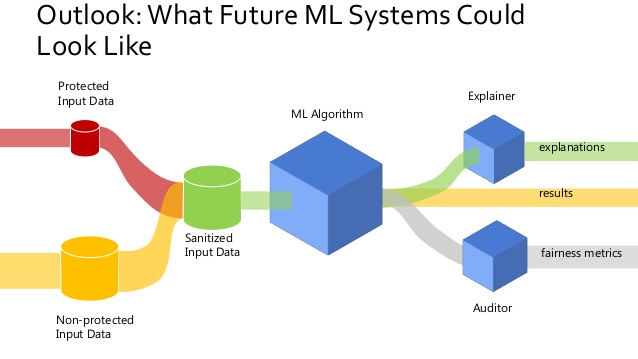 Outlook: What Future ML Systems Could
Look Like
Protected
Input Data
ML Algorithm
Explainer
explanations
results
Sanitized
Input Data
fairness metrics
Auditor
Non-protected
Input Data